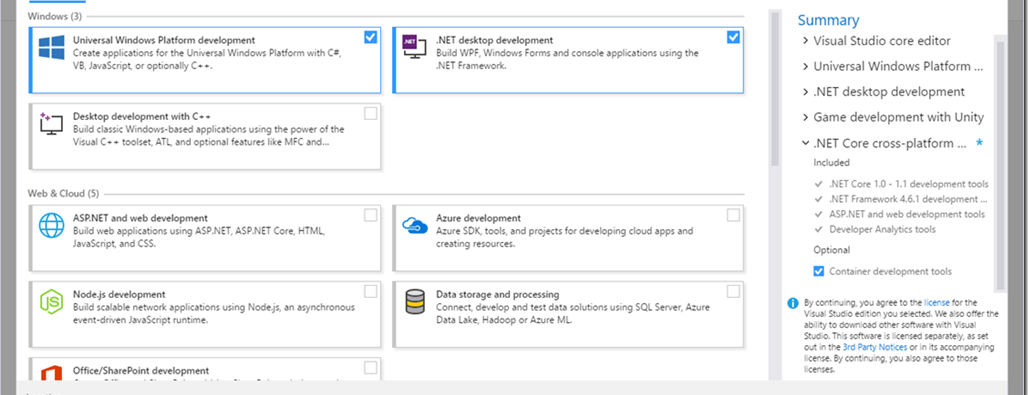 Windows (3)
Universal Windows Platform development
Create applications for the Universal Windows Platform with C#,
VB, JavaScript, or optionally C++.
.NET desktop development
Build WPF, Windows Forms and console applications using the
.NET Framework.
Desktop development with C++
Build classic Windows-based applications using the power of the
Visual C++ toolset, ATL, and optional features like MFC and...
Web & Cloud (5)
ASP.NET and web development
Build web applications using ASP.NET, ASP.NET Core, HTML,
JavaScript, and CSS.
Azure development
Azure SDK, tools, and projects for developing cloud apps and
creating resources.
Node.js development
Build scalable network applications using Node.js, an asynchronous
event-driven JavaScript runtime.
Data storage and processing
Connect, develop and test data solutions using SQL Server, Azure
Data Lake, Hadoop or Azure ML.
Office/SharePoint development
Summary
Visual Studio core editor
Universal Windows Platform ...
.NET desktop development
Game development with Unity
.NET Core cross-platform ... *
Included
.NET Core 1.0 - 1.1 development tools
.NET Framework 4.6.1 development ...
ASP.NET and web development tools
Developer Analytics tools
Optional
Container development tools
By continuing, you agree to the license for the
Visual Studio edition you selected. We also offer the
ability to download other software with Visual
Studio. This software is licensed separately, as set
out in the 3rd Party Notices or in its accompanying
license. By continuing, you also agree to those
licenses.